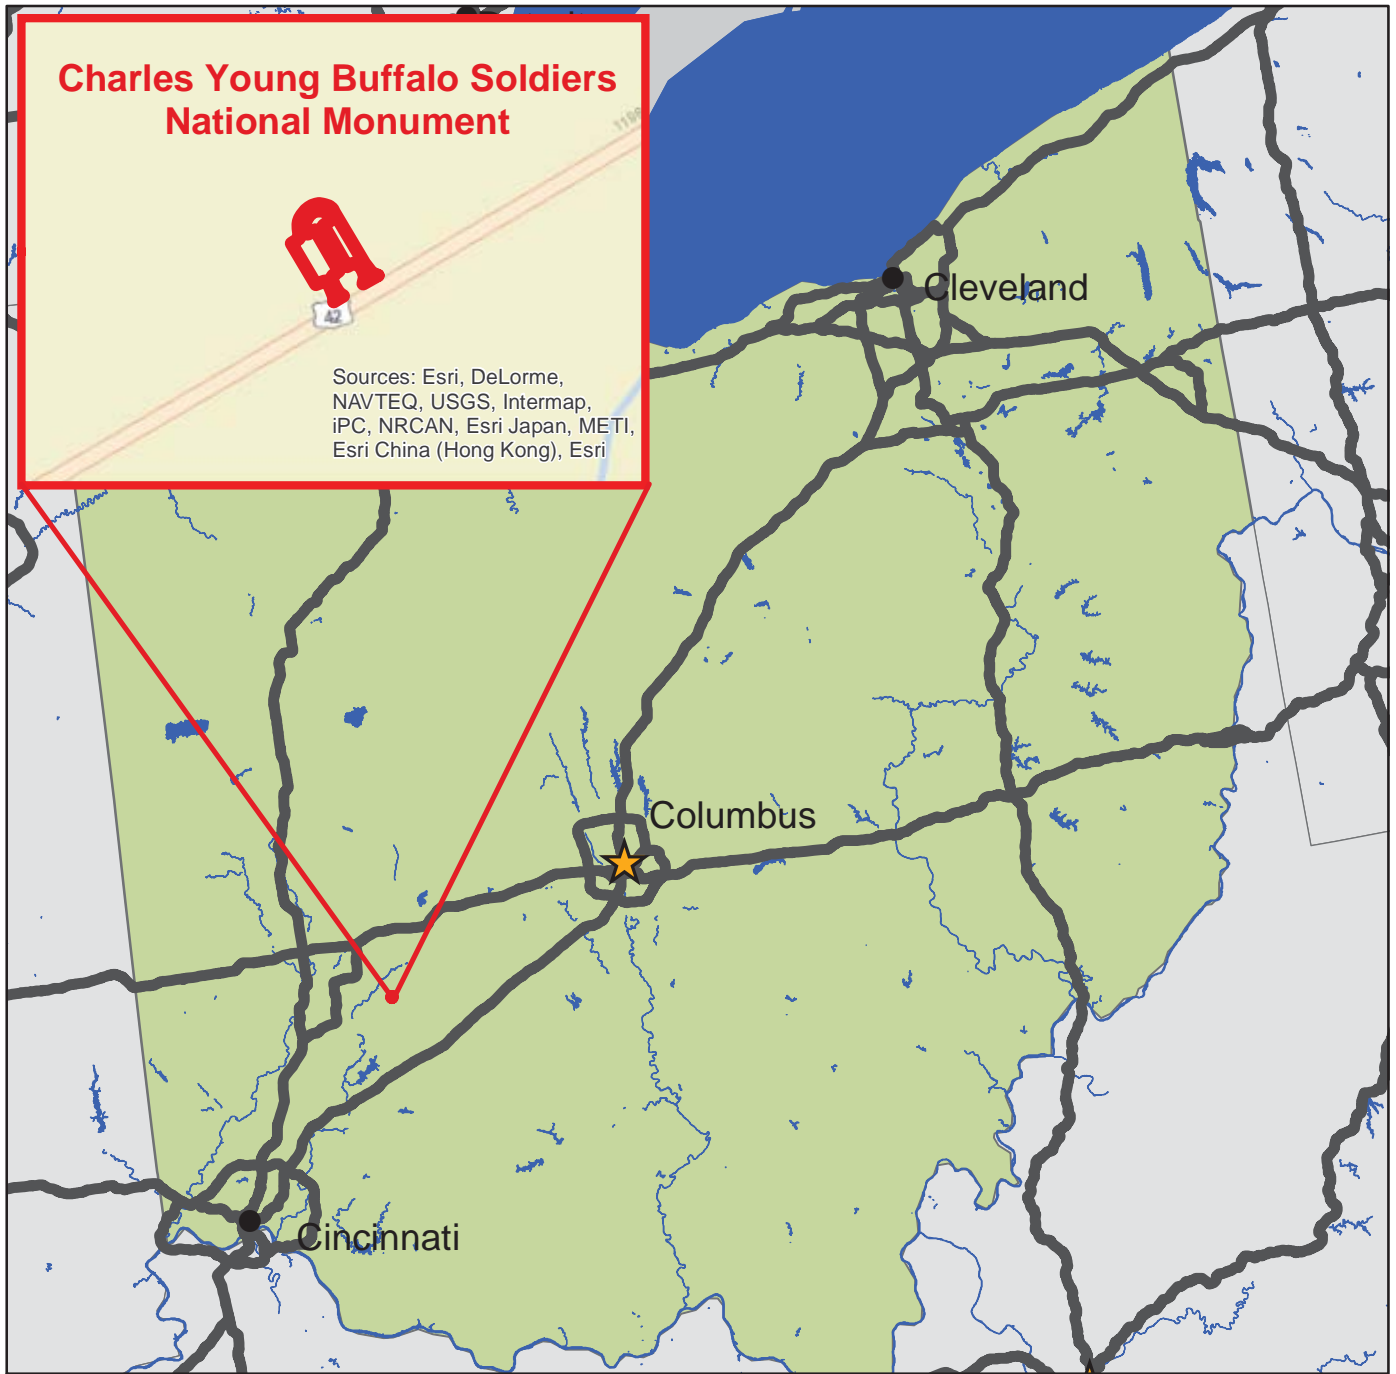 Charles Young Buffalo Soldiers
National Monument
42
Sources: Esri, DeLorme,
NAVTEQ, USGS, Intermap,
iPC, NRCAN, Esri Japan, METI,
Esri China (Hong Kong), Esri
Cleveland
Columbus
Cincinnati